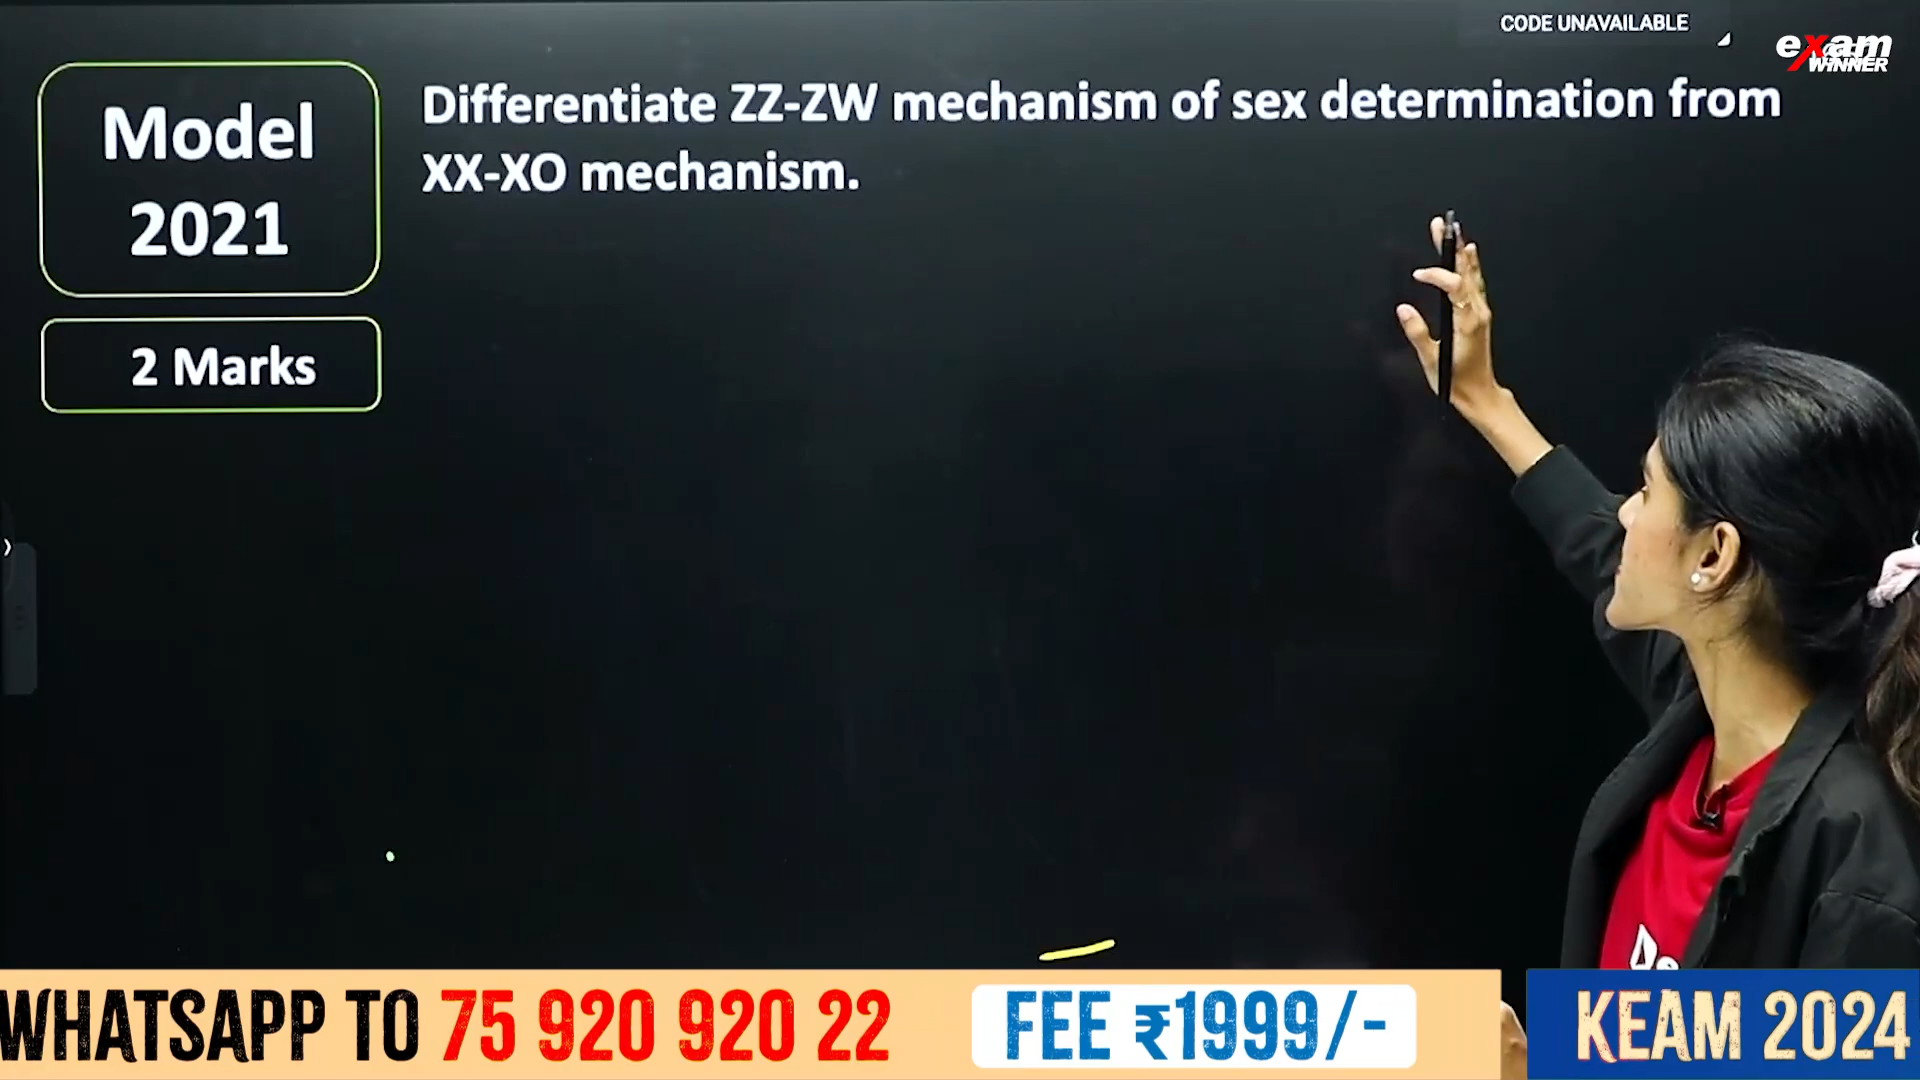 CODE UNAVAILABLE
exam
WINNER
Model
2021
Differentiate ZZ-ZW mechanism of sex determination from
XX-XO mechanism.
2 Marks
WHATSAPP TO 75 920 920 22
FEE ₹1999/-
KEAM 2024